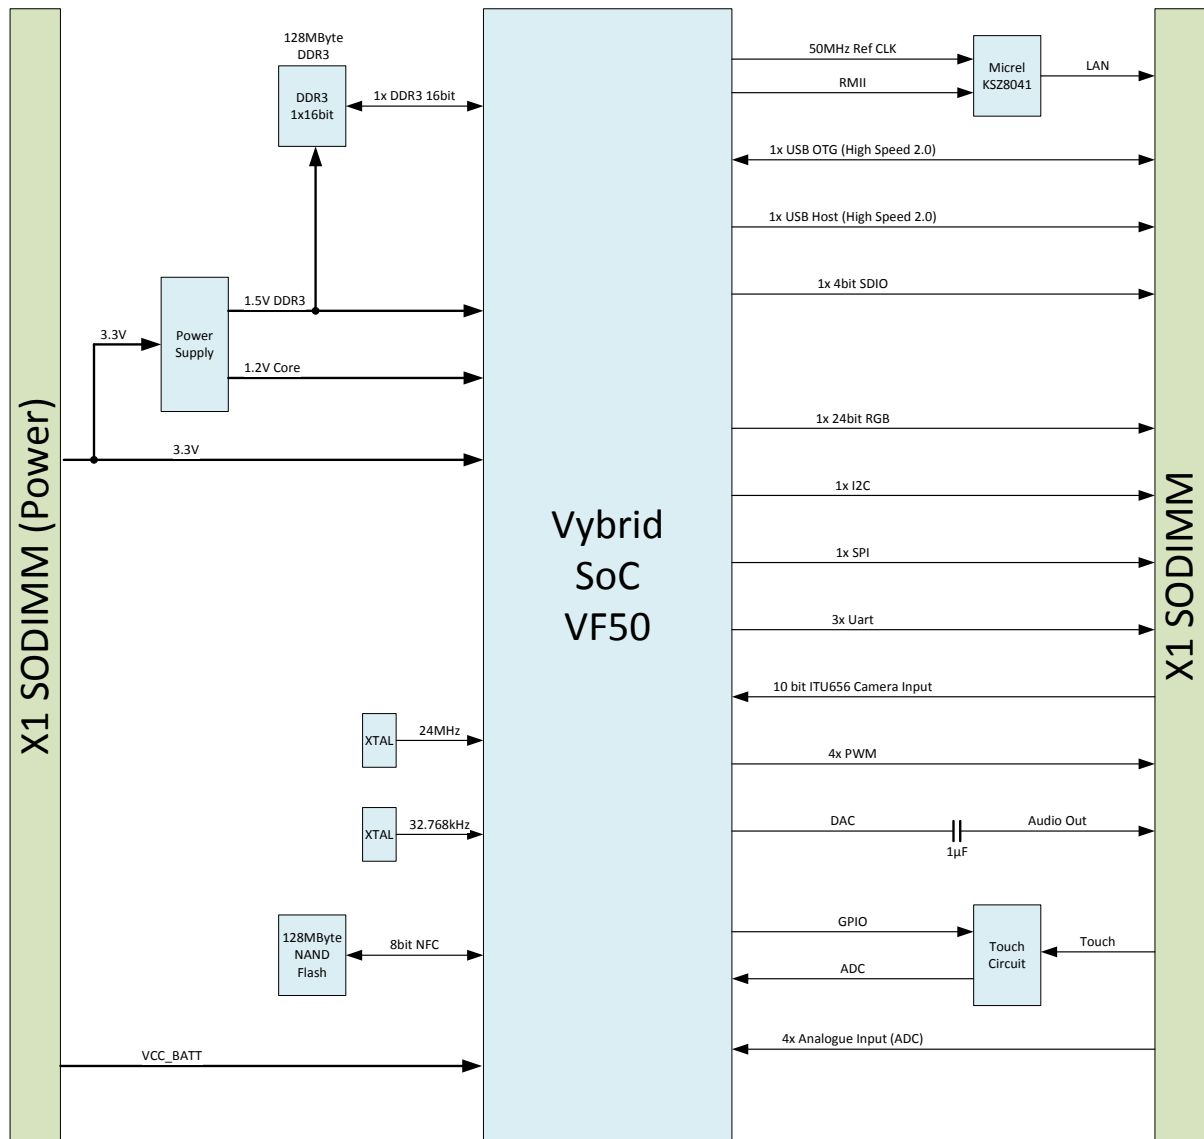 X1 SODIMM (Power)
128MByte
DDR3
DDR3
1x16bit
1x DDR3 16bit
3.3V
Power
Supply
1.5V DDR3
1.2V Core
3.3V
XTAL
24MHz
XTAL
32.768kHz
128MByte
NAND
Flash
8bit NFC
VCC_BATT
Vybrid
SoC
VF50
50MHz Ref CLK
RMII
Micrel
KSZ8041
LAN
1x USB OTG (High Speed 2.0)
1x USB Host (High Speed 2.0)
1x 4bit SDIO
1x 24bit RGB
1x I2C
1x SPI
3x Uart
10 bit ITU656 Camera Input
4x PWM
DAC
1µF
Audio Out
GPIO
ADC
Touch
Circuit
Touch
4x Analogue Input (ADC)
X1 SODIMM